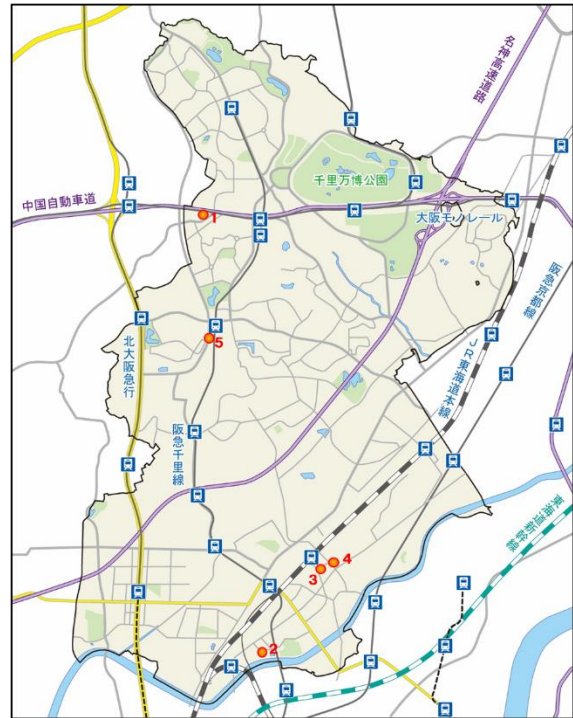 名神高速道路
千里万博公園
中国自動車道
1
大阪モノレール
阪急京都線
北大阪急行
5
JR東海道本線
阪急千里線
東海道新幹線
4
3
2